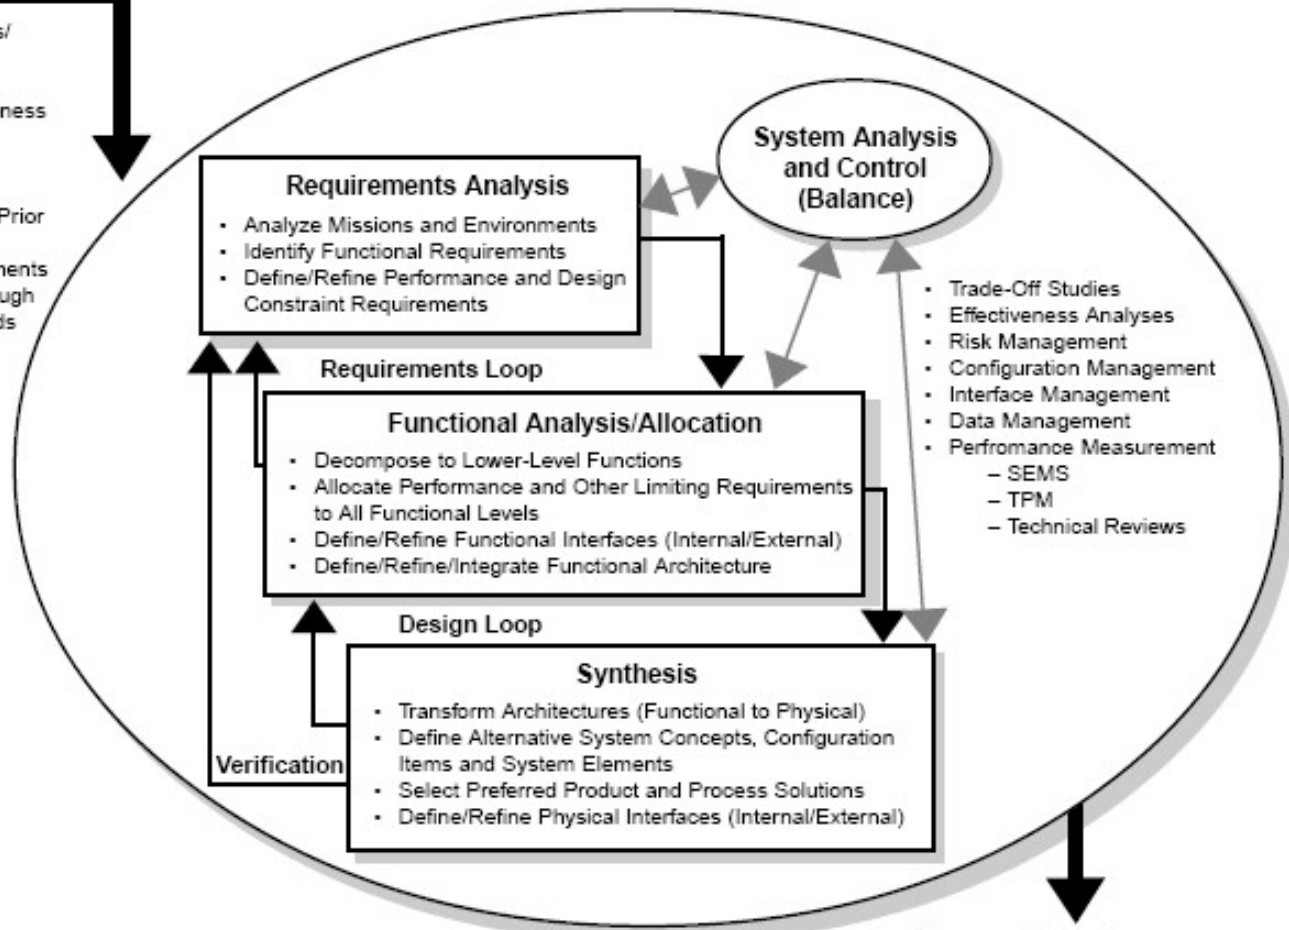 s/
ness
Prior
nents
ugh
ds
System Analysis
and Control
(Balance)
Requirements Analysis
▪ Analyze Missions and Environments
▪ Identify Functional Requirements
▪ Define/Refine Performance and Design
Constraint Requirements
▪ Trade-Off Studies
▪ Effectiveness Analyses
▪ Risk Management
▪ Configuration Management
▪ Interface Management
▪ Data Management
▪ Perfromance Measurement
– SEMS
– TPM
– Technical Reviews
Requirements Loop
Functional Analysis/Allocation
▪ Decompose to Lower-Level Functions
▪ Allocate Performance and Other Limiting Requirements
to All Functional Levels
▪ Define/Refine Functional Interfaces (Internal/External)
▪ Define/Refine/Integrate Functional Architecture
Design Loop
Synthesis
▪ Transform Architectures (Functional to Physical)
▪ Define Alternative System Concepts, Configuration
Items and System Elements
▪ Select Preferred Product and Process Solutions
▪ Define/Refine Physical Interfaces (Internal/External)
Verification